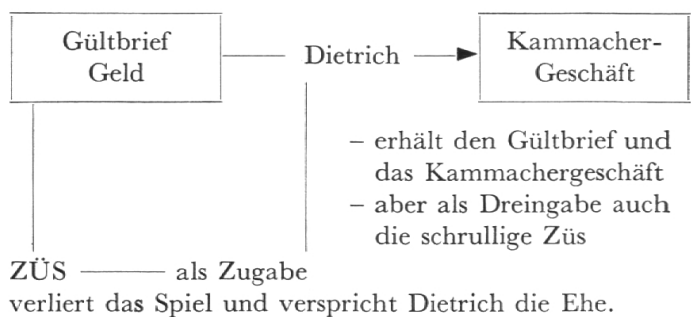 Gültbrief
Geld
Dietrich
Kammacher-
Geschäft
– erhält den Gültbrief und
das Kammachergeschäft
– aber als Dreingabe auch
die schrullige Züs
ZÜS als Zugabe
verliert das Spiel und verspricht Dietrich die Ehe.